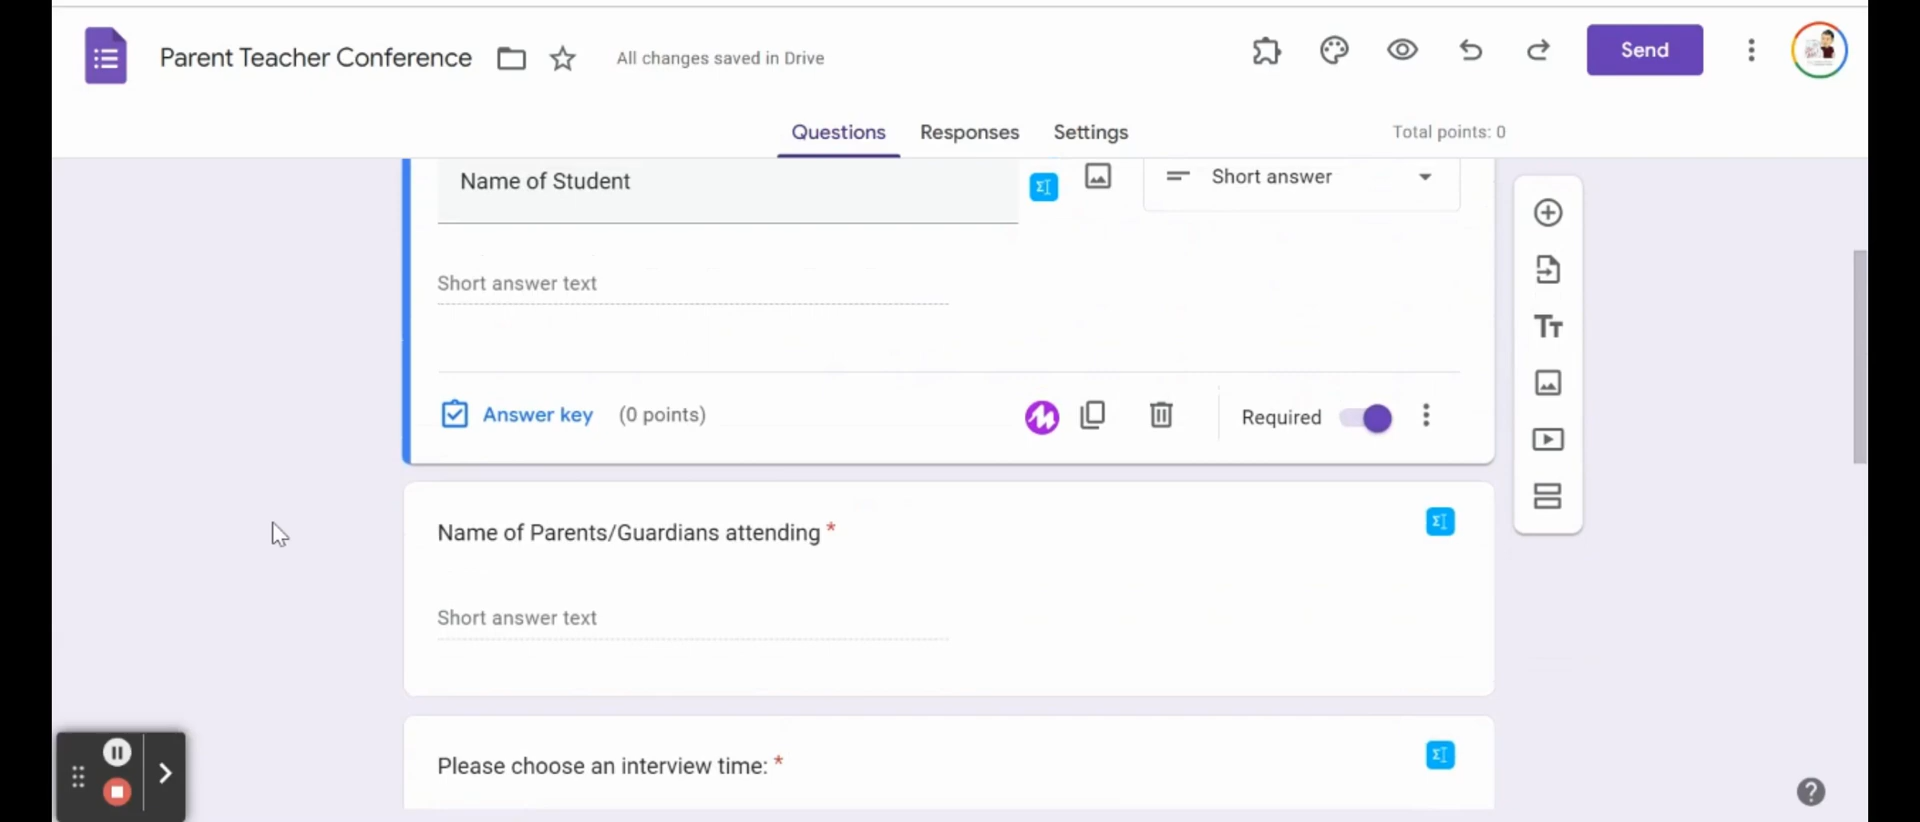 Parent Teacher Conference
All changes saved in Drive
Send
Questions
Responses
Settings
Total points: 0
Name of Student
Short answer
Short answer text
Answer key
(0 points)
Required
Name of Parents/Guardians attending *
Short answer text
Please choose an interview time: *